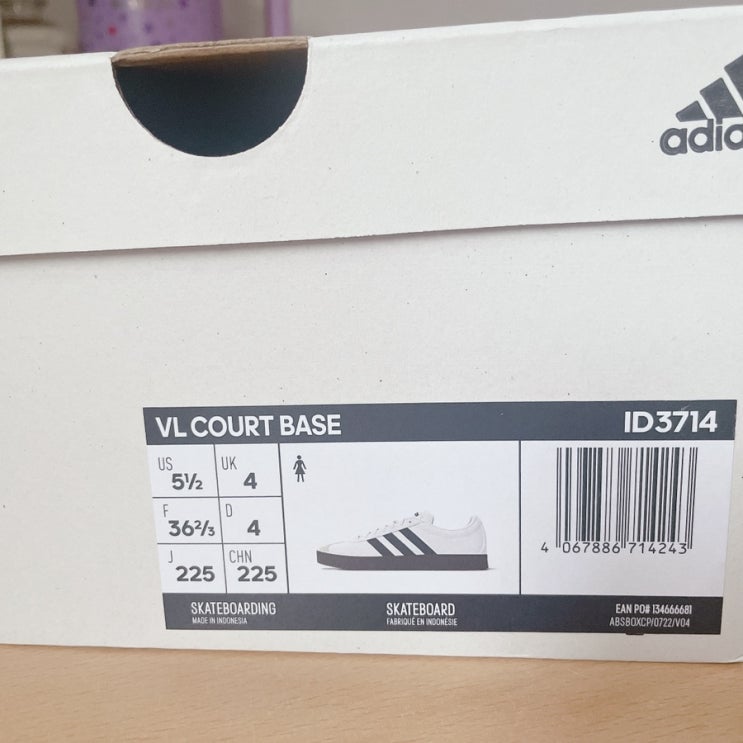 adid
VL COURT BASE ID3714
US 5½ UK 4
F 36⅔ D 4
J 225 CHN 225
4 067886 714243
SKATEBOARDING SKATEBOARD EAN PO# 134666681
MADE IN INDONESIA FABRIQUÉ EN INDONÉSIE ABSBOXCP/0722/V04